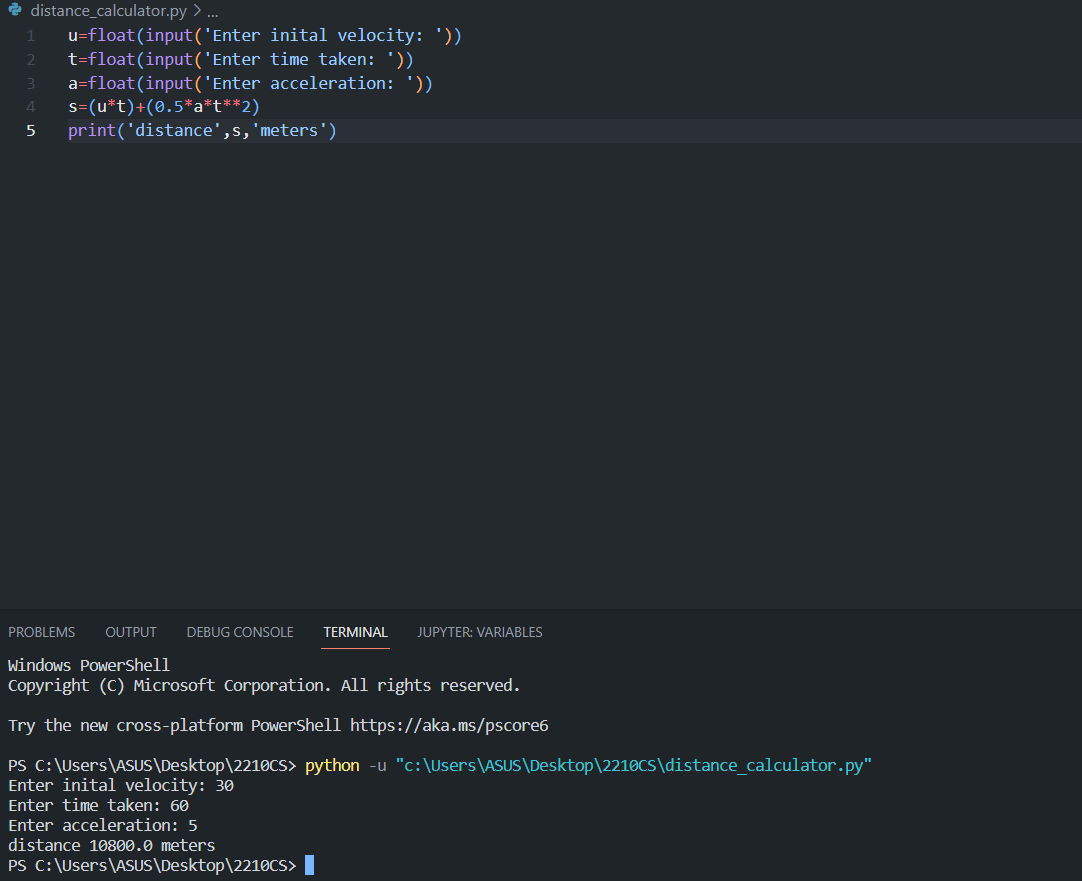 distance_calculator.py > ...
1 u=float(input('Enter inital velocity: '))
2 t=float(input('Enter time taken: '))
3 a=float(input('Enter acceleration: '))
4 s=(u*t)+(0.5*a*t**2)
5 print('distance',s,'meters')
PROBLEMS OUTPUT DEBUG CONSOLE TERMINAL JUPYTER: VARIABLES
Windows PowerShell
Copyright (C) Microsoft Corporation. All rights reserved.
Try the new cross-platform PowerShell https://aka.ms/pscore6
PS C:\Users\ASUS\Desktop\2210CS> python -u "c:\Users\ASUS\Desktop\2210CS\distance_calculator.py"
Enter inital velocity: 30
Enter time taken: 60
Enter acceleration: 5
distance 10800.0 meters
PS C:\Users\ASUS\Desktop\2210CS>